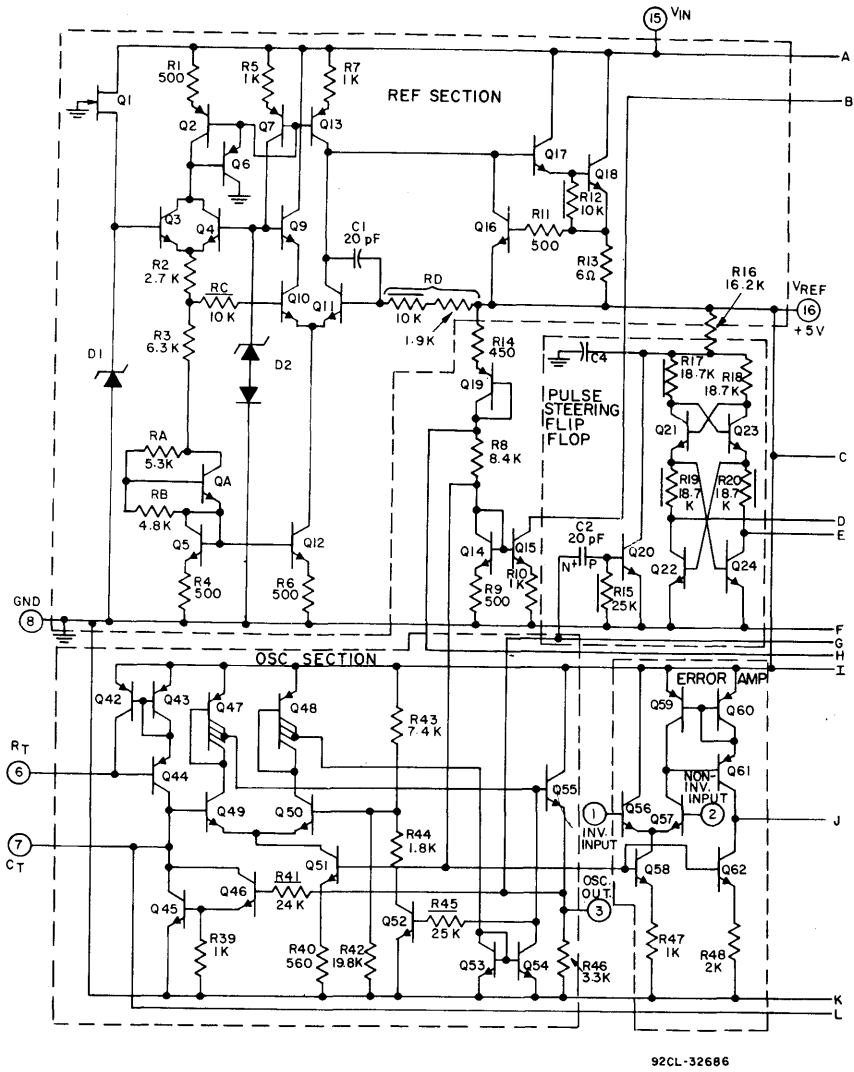 15 VIN
A
R1
500
R5
1K
R7
1K
REF SECTION
B
Q1
Q2
Q7
Q13
Q6
Q17
Q18
R12
10K
Q3
Q4
Q9
C1
20 pF
Q16
R11
500
R13
6Ω
R2
2.7 K
RC
10 K
Q10
Q11
RD
10 K
1.9K
R16
16.2K
VREF
16
+5V
R3
6.3 K
D1
D2
R14
450
C4
R17
18.7K
R18
18.7K
Q19
PULSE
STEERING
FLIP
FLOP
Q21
Q23
RA
5.3K
QA
RB
4.8K
R8
8.4K
C
R19
18.7
K
R20
18.7
K
D
E
Q5
Q12
Q14
Q15
C2
20 pF
N+ P
Q20
Q22
Q24
R4
500
R6
500
R9
500
R10
1K
R15
25K
GND
8
F
G
H
I
OSC SECTION
ERROR AMP
Q42
Q43
Q47
Q48
R43
7.4K
Q59
Q60
RT
6
Q44
Q55
Q61
NON-
INV.
INPUT
2
Q49
Q50
Q56
Q57
1
INV.
INPUT
J
7
CT
R44
1.8K
Q51
Q58
Q62
Q45
Q46
R41
24 K
Q52
R45
25 K
OSC.
OUT.
3
R39
1K
R40
560
R42
19.8K
Q53
Q54
R46
3.3K
R47
1K
R48
2K
K
L
92CL-32686